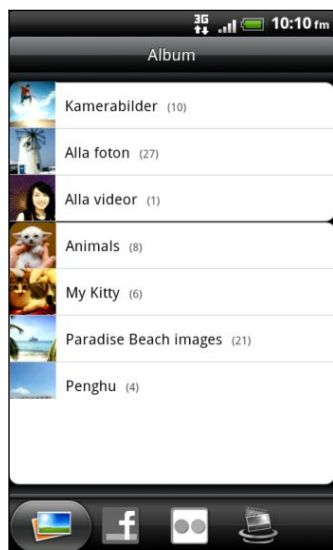 3G 10:10 fm
Album
Kamerabilder (10)
Alla foton (27)
Alla videor (1)
Animals (8)
My Kitty (6)
Paradise Beach images (21)
Penghu (4)
f